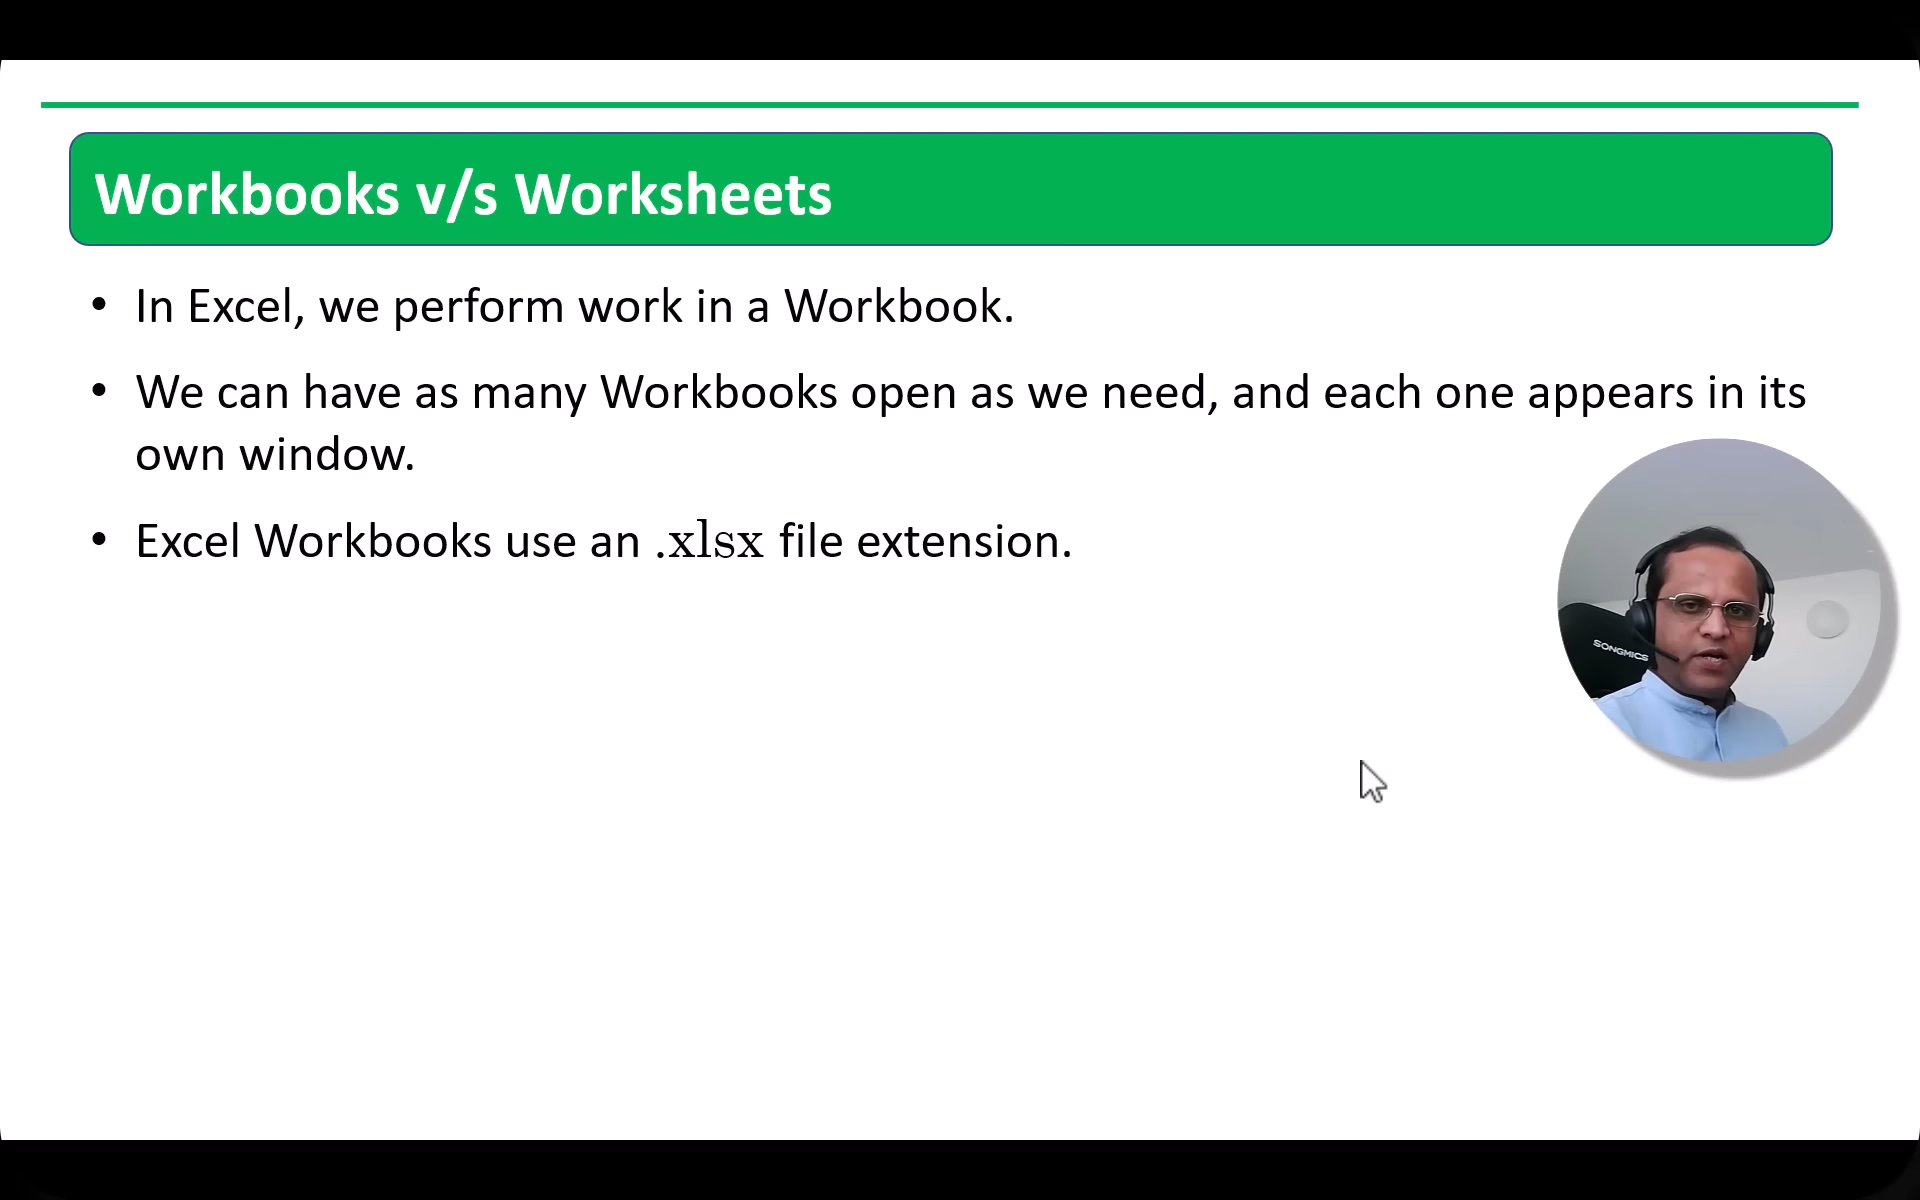 Workbooks v/s Worksheets
• In Excel, we perform work in a Workbook.
• We can have as many Workbooks open as we need, and each one appears in its
own window.
• Excel Workbooks use an .xlsx file extension.
SONGMICS